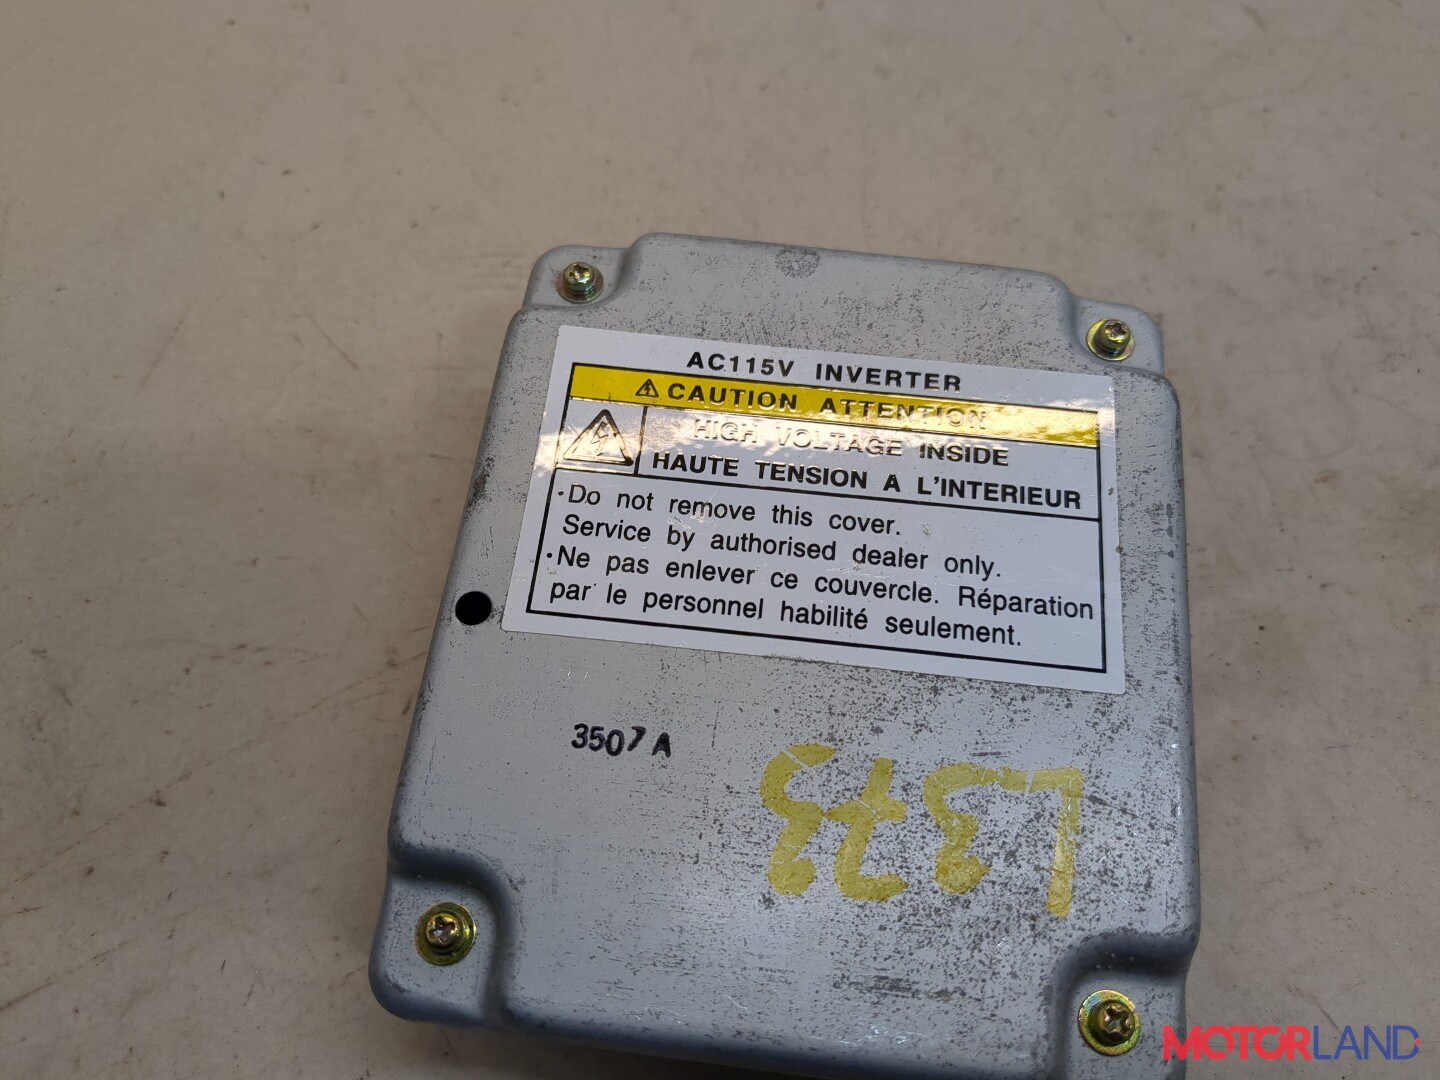 AC115V INVERTER
CAUTION ATTENTION
HIGH VOLTAGE INSIDE
HAUTE TENSION A L'INTERIEUR
·Do not remove this cover.
Service by authorised dealer only.
·Ne pas enlever ce couvercle. Réparation
par le personnel habilité seulement.
3507A
L373
MOTORLAND